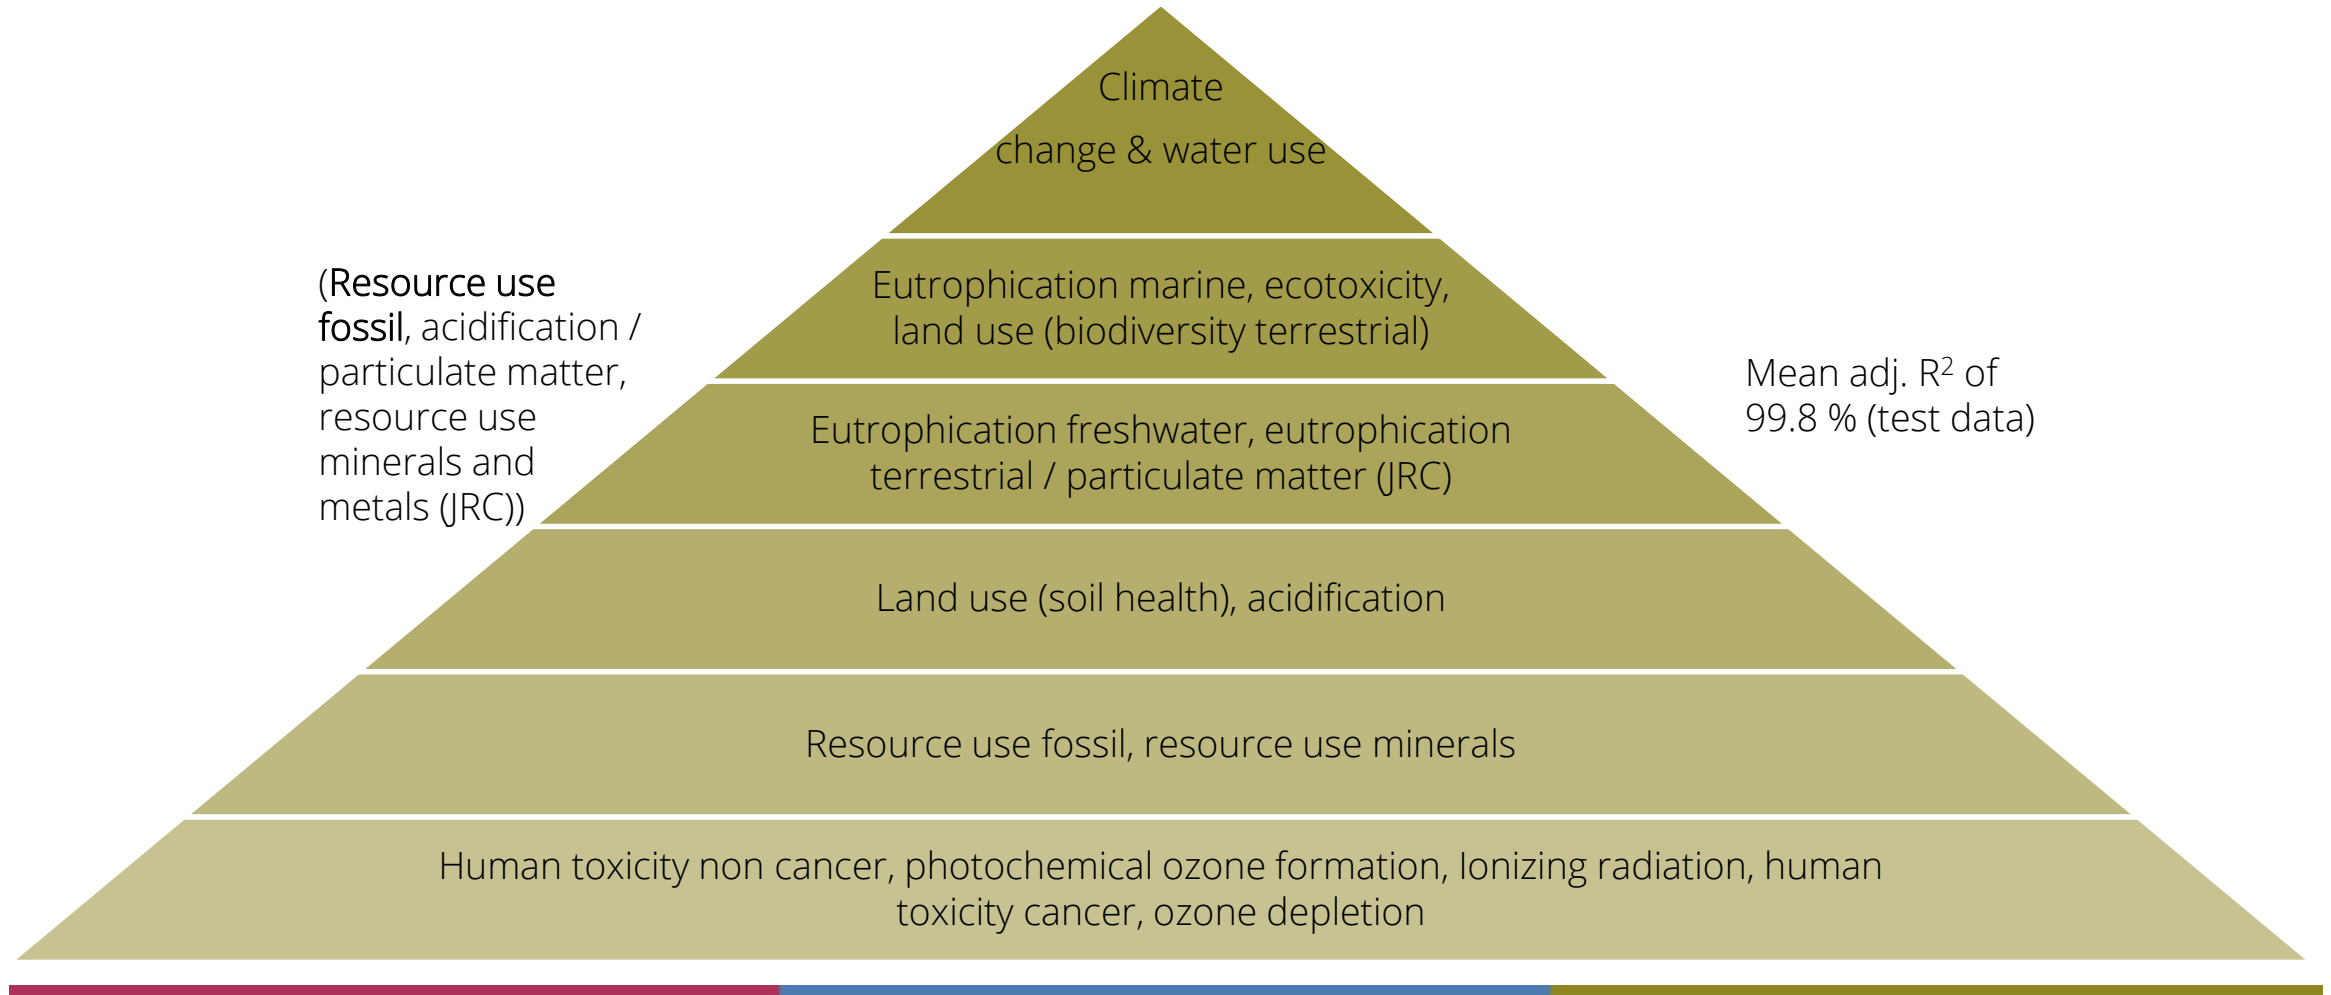 Climate
change & water use
(Resource use
fossil, acidification /
particulate matter,
resource use
minerals and
metals (JRC))
Eutrophication marine, ecotoxicity,
land use (biodiversity terrestrial)
Mean adj. R² of
99.8 % (test data)
Eutrophication freshwater, eutrophication
terrestrial / particulate matter (JRC)
Land use (soil health), acidification
Resource use fossil, resource use minerals
Human toxicity non cancer, photochemical ozone formation, Ionizing radiation, human
toxicity cancer, ozone depletion